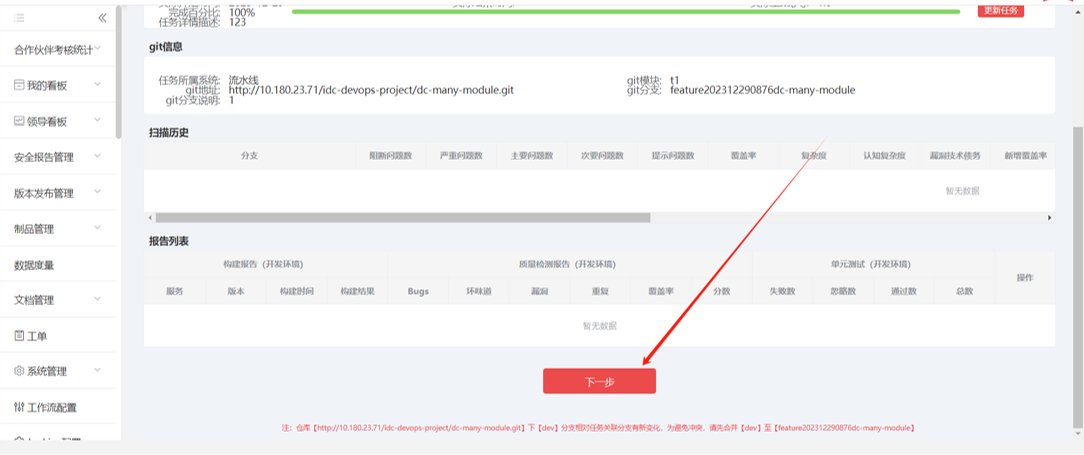 完成百分比: 100%
更新任务
任务详情描述: 123
合作伙伴考核统计
我的看板
领导看板
安全报告管理
版本发布管理
制品管理
数据度量
文档管理
工单
系统管理
工作流配置
git信息
任务所属系统: 流水线
git模块: t1
git地址: http://10.180.23.71/idc-devops-project/dc-many-module.git
git分支: feature202312290876dc-many-module
git分支说明: 1
扫描历史
分支 阻断问题数 严重问题数 主要问题数 次要问题数 提示问题数 覆盖率 复杂度 认知复杂度 漏洞技术债务 新增覆盖率
暂无数据
报告列表
构建报告 (开发环境) 质量检测报告 (开发环境) 单元测试 (开发环境) 操作
服务 版本 构建时间 构建结果 Bugs 坏味道 漏洞 重复 覆盖率 分数 失败数 忽略数 通过数 总数
暂无数据
下一步
注: 仓库【http://10.180.23.71/idc-devops-project/dc-many-module.git】下【dev】分支相对任务关联分支有新变化、为避免冲突，请先合并【dev】至【feature202312290876dc-many-module】